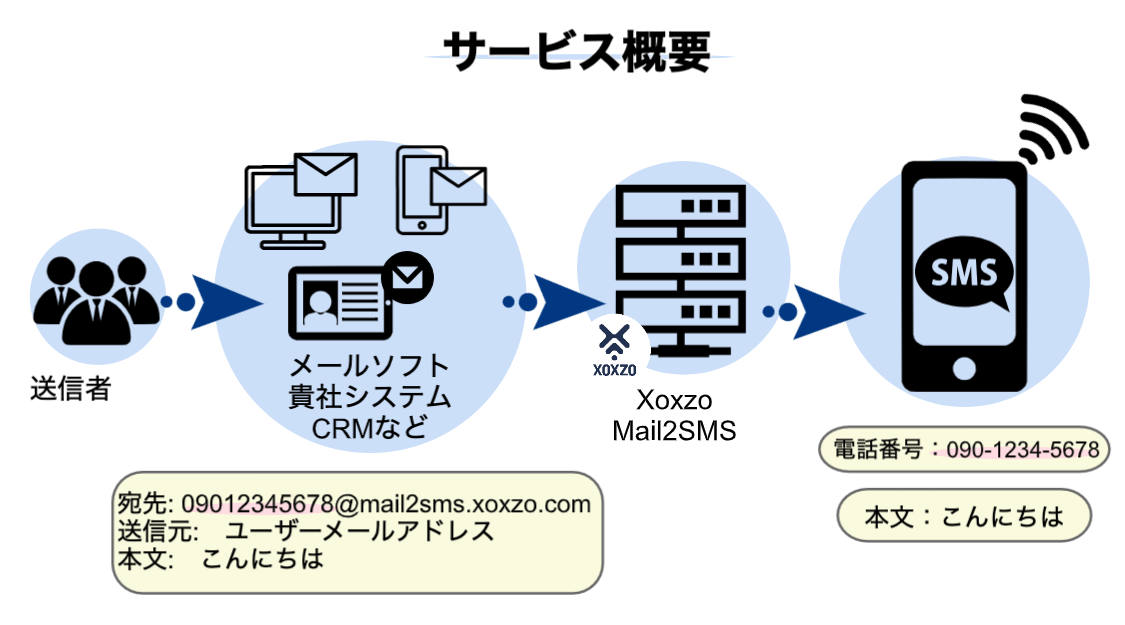 サービス概要
SMS
送信者
メールソフト
貴社システム
CRMなど
XOXZO
Xoxzo
Mail2SMS
電話番号：090-1234-5678
本文：こんにちは
宛先: 09012345678@mail2sms.xoxzo.com
送信元:　ユーザーメールアドレス
本文:　こんにちは